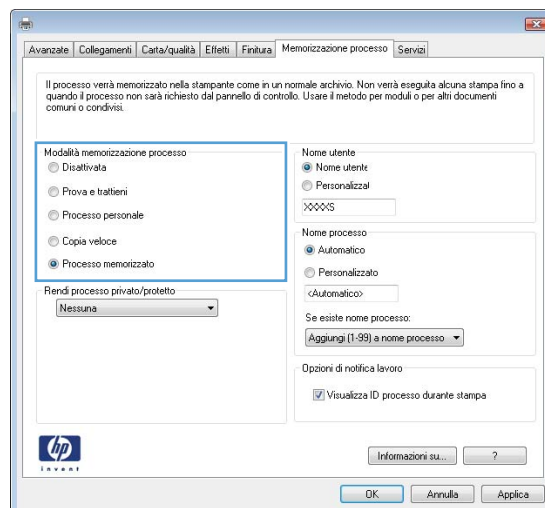 Avanzate Collegamenti Carta/qualità Effetti Finitura Memorizzazione processo Servizi
Il processo verrà memorizzato nella stampante come in un normale archivio. Non verrà eseguita alcuna stampa fino a
quando il processo non sarà richiesto dal pannello di controllo. Usare il metodo per moduli o per altri documenti
comuni o condivisi.
Modalità memorizzazione processo
Disattivata
Prova e trattieni
Processo personale
Copia veloce
Processo memorizzato
Rendi processo privato/protetto
Nessuna
Nome utente
Nome utente
Personalizzat
XXXXS
Nome processo
Automatico
Personalizzato
<Automatico>
Se esiste nome processo:
Aggiungi (1-99) a nome processo
Opzioni di notifica lavoro
Visualizza ID processo durante stampa
hp
invent
Informazioni su... ?
OK Annulla Applica